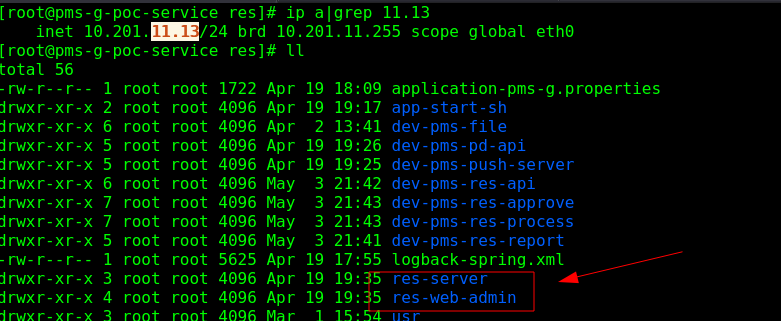 [root@pms-g-poc-service res]# ip a|grep 11.13
    inet 10.201.11.13/24 brd 10.201.11.255 scope global eth0
[root@pms-g-poc-service res]# ll
total 56
-rw-r--r-- 1 root root 1722 Apr 19 18:09 application-pms-g.properties
drwxr-xr-x 2 root root 4096 Apr 19 19:17 app-start-sh
drwxr-xr-x 6 root root 4096 Apr  2 13:41 dev-pms-file
drwxr-xr-x 5 root root 4096 Apr 19 19:26 dev-pms-pd-api
drwxr-xr-x 5 root root 4096 Apr 19 19:25 dev-pms-push-server
drwxr-xr-x 6 root root 4096 May  3 21:42 dev-pms-res-api
drwxr-xr-x 7 root root 4096 May  3 21:43 dev-pms-res-approve
drwxr-xr-x 7 root root 4096 May  3 21:43 dev-pms-res-process
drwxr-xr-x 5 root root 4096 May  3 21:41 dev-pms-res-report
-rw-r--r-- 1 root root 5625 Apr 19 17:55 logback-spring.xml
drwxr-xr-x 3 root root 4096 Apr 19 19:35 res-server
drwxr-xr-x 4 root root 4096 Apr 19 19:35 res-web-admin
drwxr-xr-x 3 root root 4096 Mar  1 15:54 usr